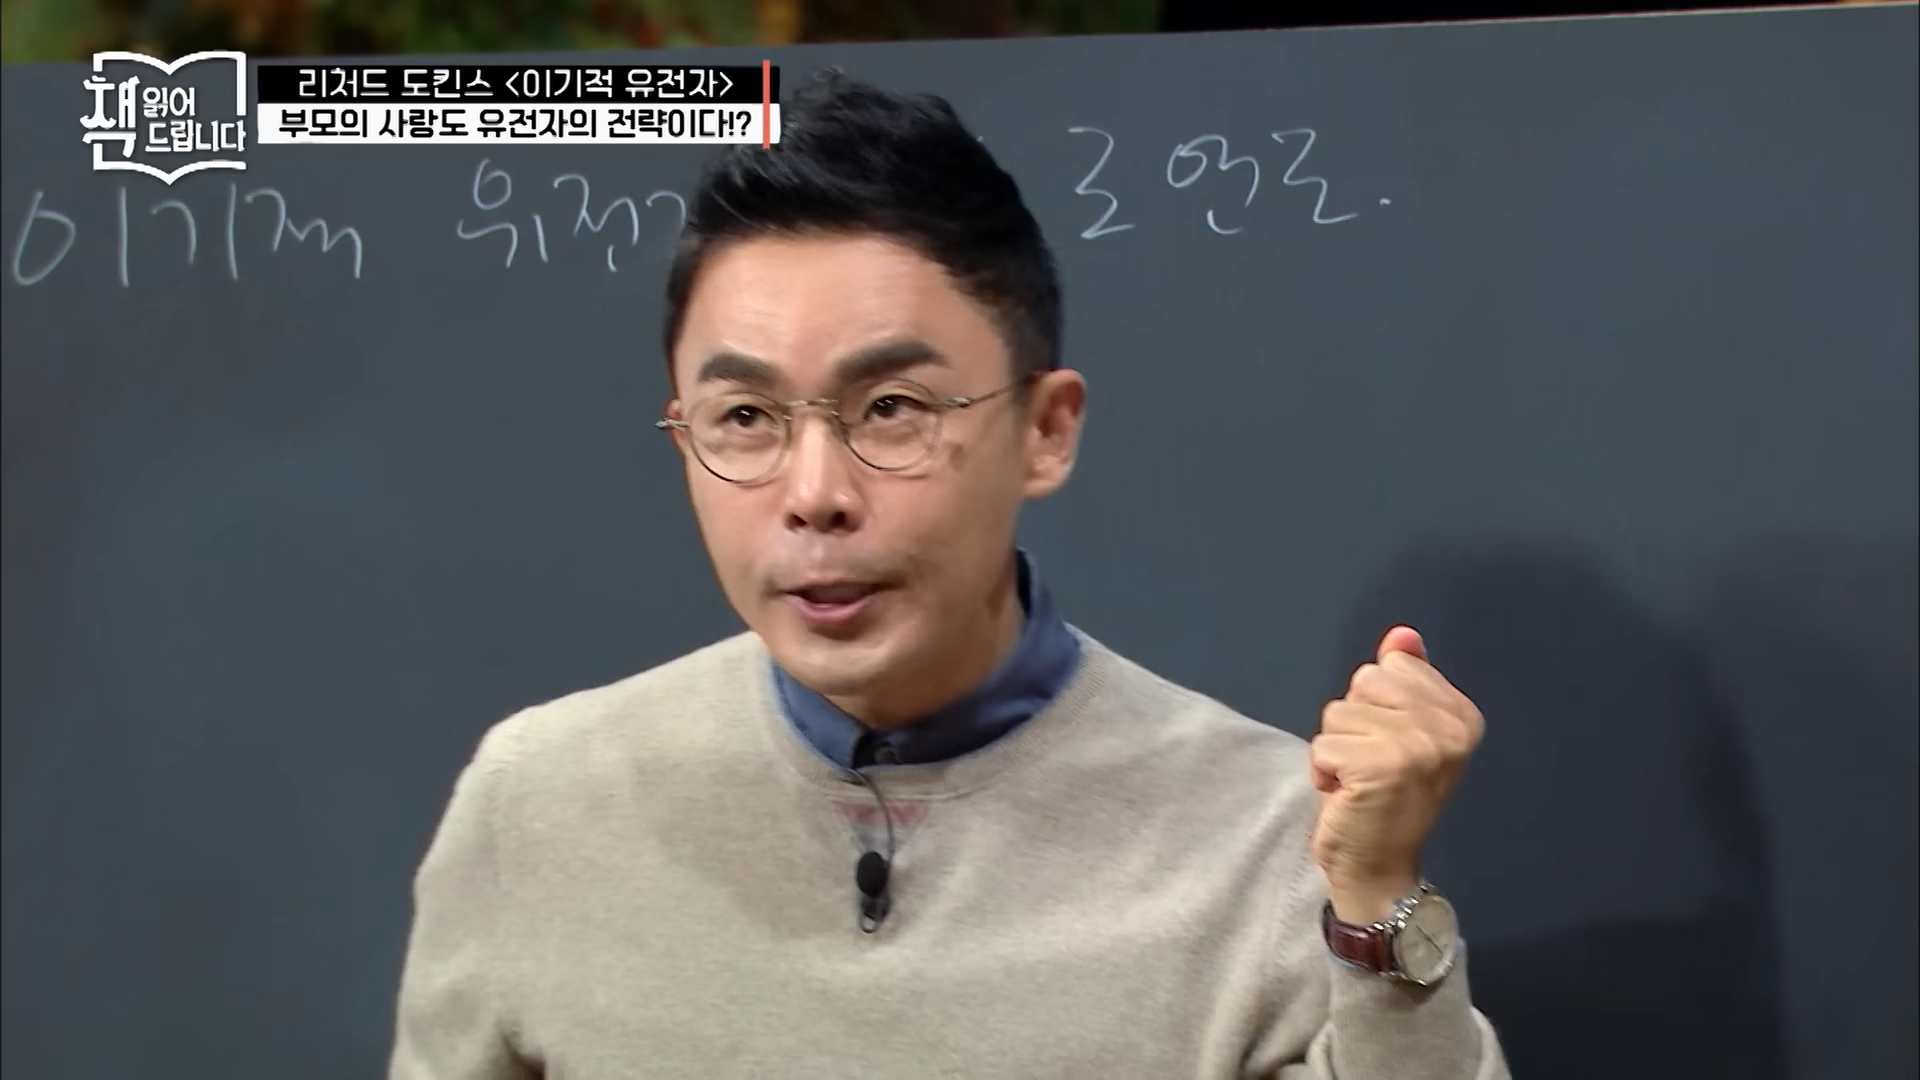 책 읽어 드립니다
리처드 도킨스 <이기적 유전자>
부모의 사랑도 유전자의 전략이다!?
이기적 유전